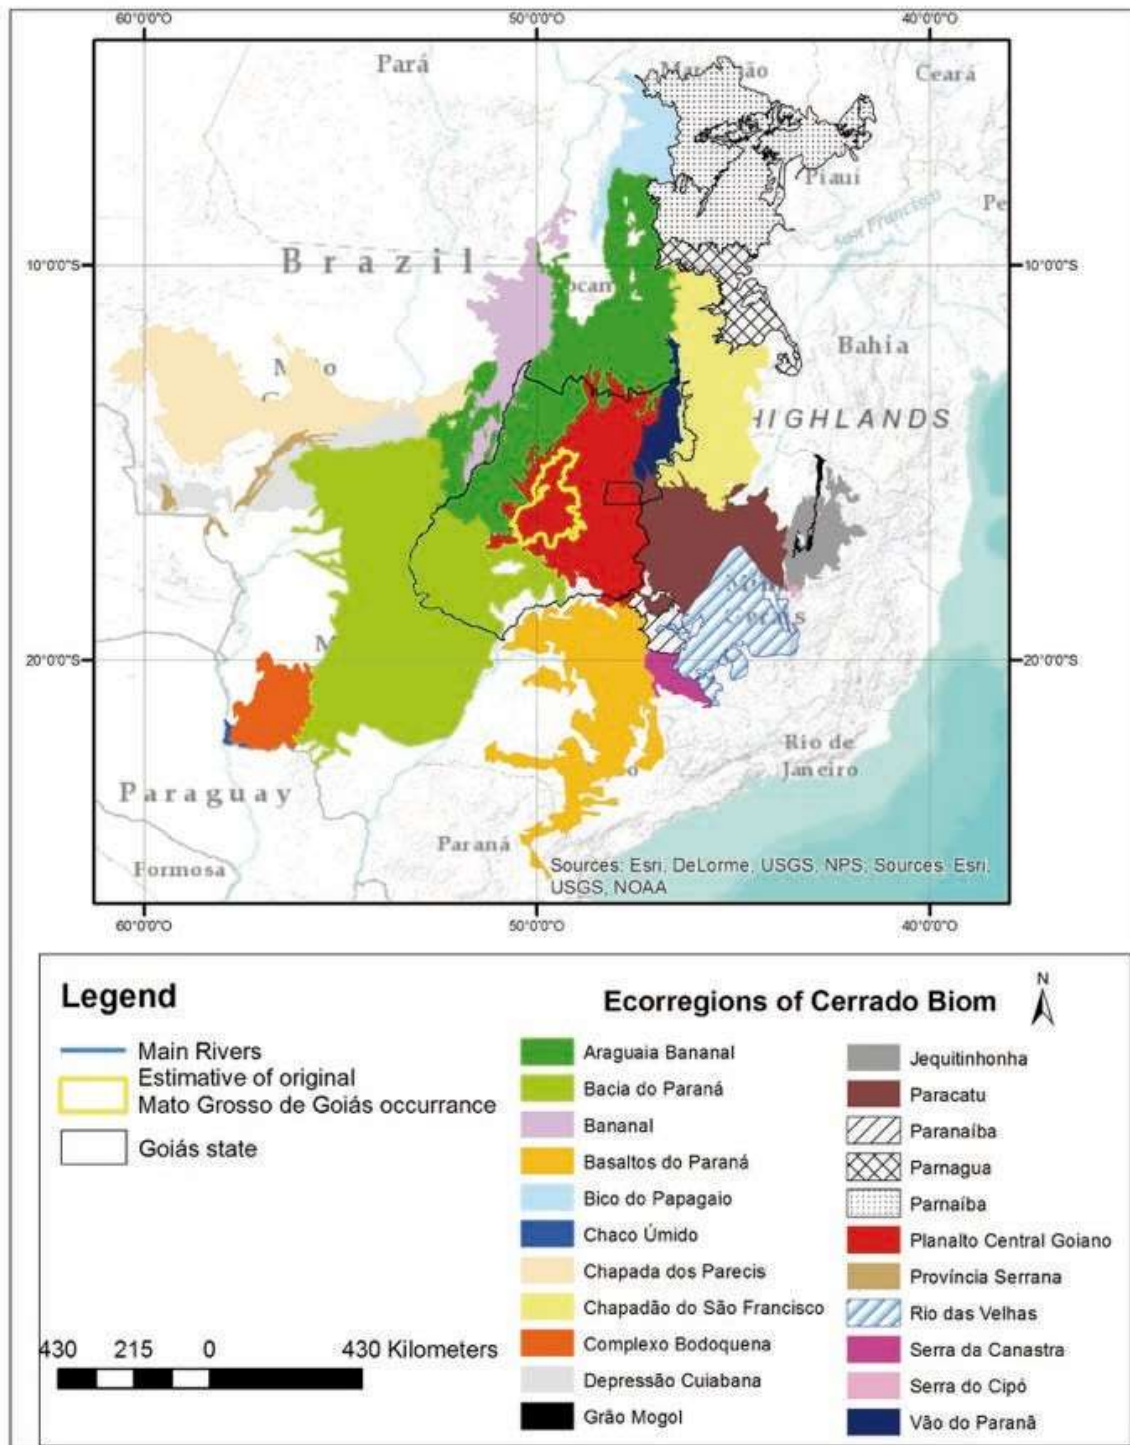 60°0'0"O 50°0'0"O 40°0'0"O
Pará
Ceará
Piauí
Pe
São Francisco
10°0'0"S
Brazil
10°0'0"S
Bahia
HIGHLANDS
20°0'0"S
20°0'0"S
Rio de
Janeiro
Paraguay
Paraná
Formosa
Sources: Esri, DeLorme, USGS, NPS; Sources: Esri,
USGS, NOAA
60°0'0"O 50°0'0"O 40°0'0"O
Legend
Main Rivers
Estimative of original
Mato Grosso de Goiás occurrance
Goiás state
430 215 0 430 Kilometers
Ecorregions of Cerrado Biom
N
Araguaia Bananal
Bacia do Paraná
Bananal
Basaltos do Paraná
Bico do Papagaio
Chaco Úmido
Chapada dos Parecis
Chapadão do São Francisco
Complexo Bodoquena
Depressão Cuiabana
Grão Mogol
Jequitinhonha
Paracatu
Paranaíba
Parnagua
Parnaíba
Planalto Central Goiano
Província Serrana
Rio das Velhas
Serra da Canastra
Serra do Cipó
Vão do Paranã